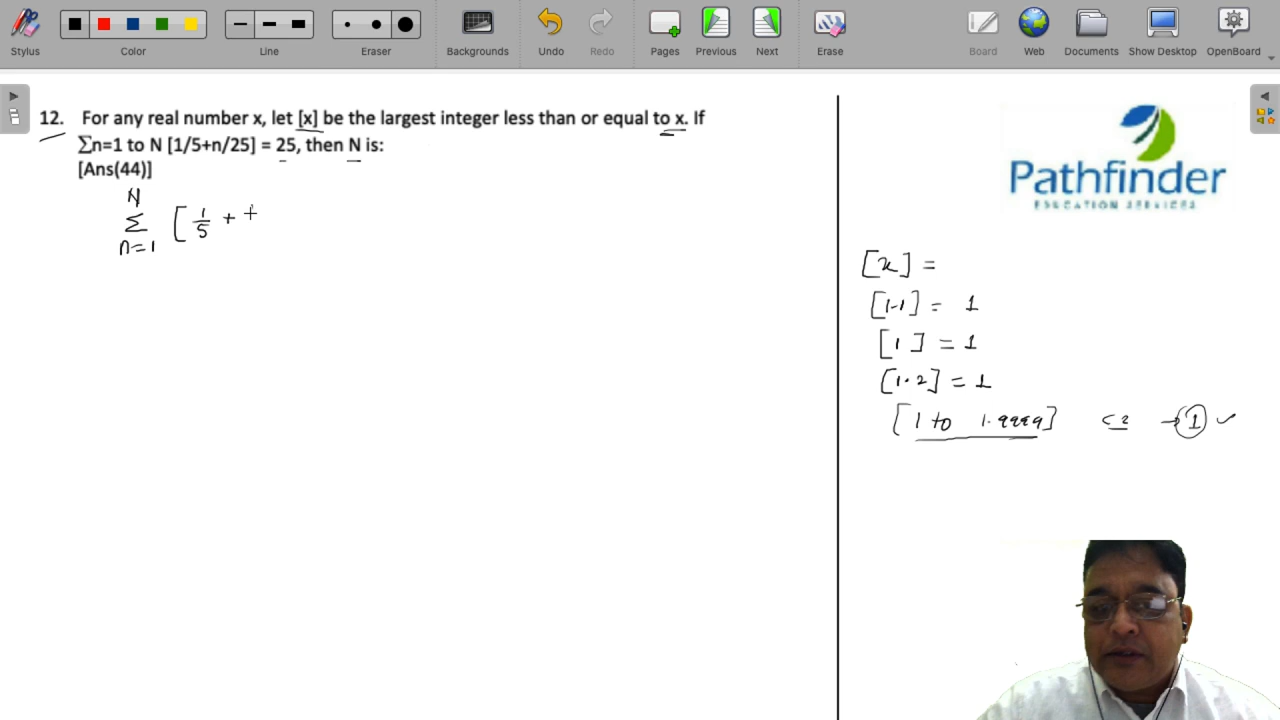 Stylus
Color
Line
Eraser
Backgrounds
Undo
Redo
Pages
Previous
Next
Erase
Board
Web
Documents
Show Desktop
OpenBoard
12. For any real number x, let [x] be the largest integer less than or equal to x. If
∑n=1 to N [1/5+n/25] = 25, then N is:
[Ans(44)]
N
Σ [ 1/5 + +
n=1
Pathfinder
EDUCATION SERVICES
[x] =
[1.1] = 1
[1] = 1
[1.2] = 1
[1 to 1.9999] <2 → 1 ✓